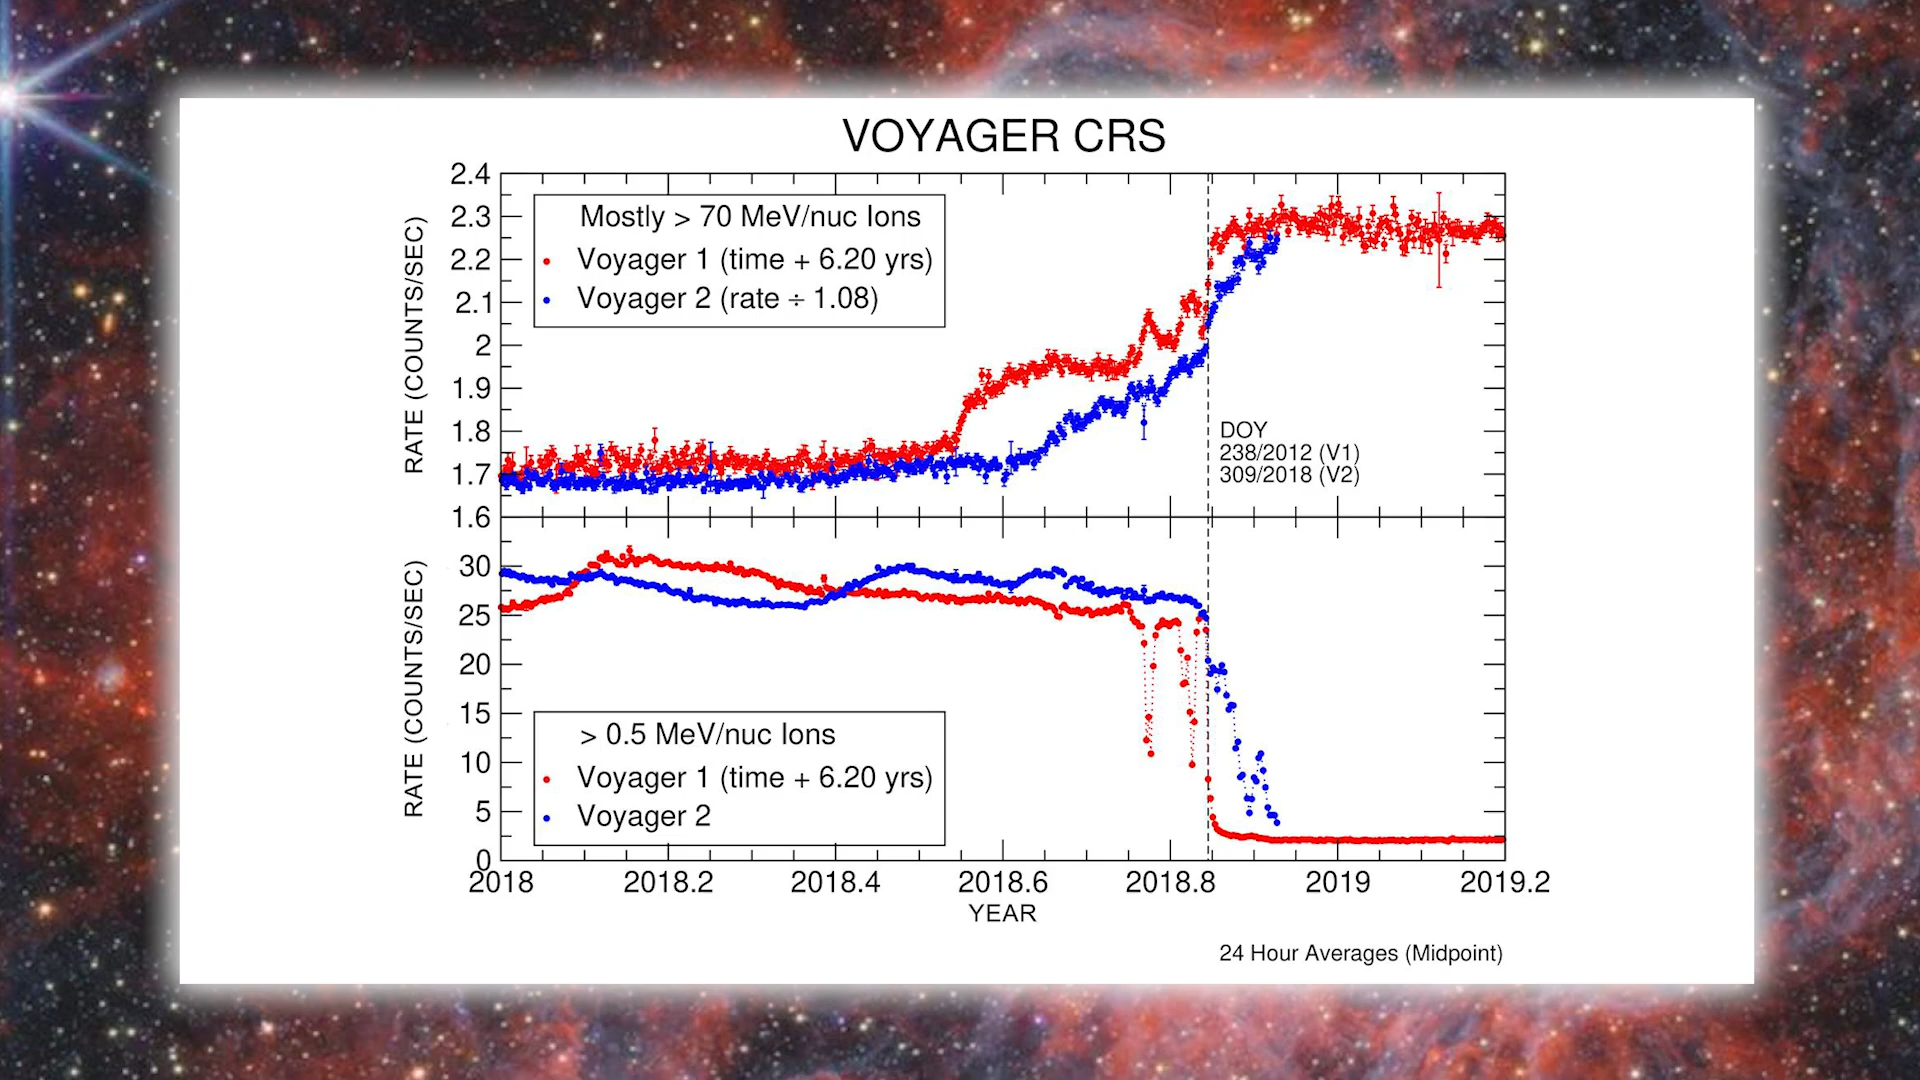 VOYAGER CRS
2.4
2.3
2.2
2.1
2
1.9
1.8
1.7
1.6
RATE (COUNTS/SEC)
Mostly > 70 MeV/nuc Ions
Voyager 1 (time + 6.20 yrs)
Voyager 2 (rate ÷ 1.08)
DOY
238/2012 (V1)
309/2018 (V2)
30
25
20
15
10
5
0
RATE (COUNTS/SEC)
> 0.5 MeV/nuc Ions
Voyager 1 (time + 6.20 yrs)
Voyager 2
2018 2018.2 2018.4 2018.6 2018.8 2019 2019.2
YEAR
24 Hour Averages (Midpoint)